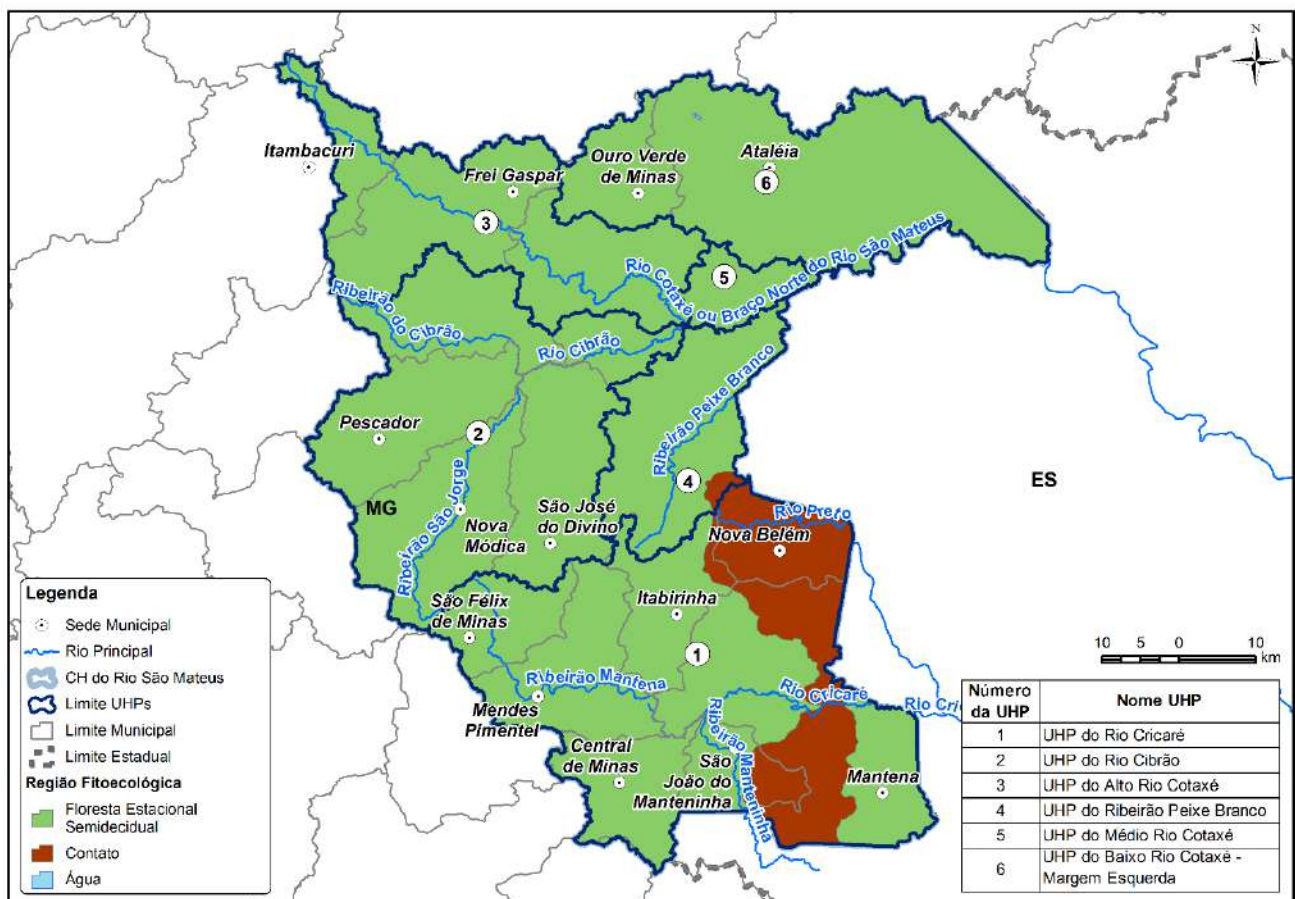 N
Itambacuri
Frei Gaspar
Ouro Verde
de Minas
Ataléia
6
3
5
Rio Cotaxé ou Braço Norte do Rio São Mateus
Ribeirão do Cibrão
Rio Cibrão
Ribeirão Peixe Branco
Pescador
2
4
ES
MG
Ribeirão São Jorge
Nova
Módica
São José
do Divino
Rio Preto
Nova Belém
São Félix
de Minas
Itabirinha
1
Ribeirão Mantena
Rio Cricaré
Rio Cri
Mendes
Pimentel
Ribeirão Manteninha
Central
de Minas
São
João do
Manteninha
Mantena
Legenda
Sede Municipal
Rio Principal
CH do Rio São Mateus
Limite UHPs
Limite Municipal
Limite Estadual
Região Fitoecológica
Floresta Estacional
Semidecidual
Contato
Água
10 5 0 10
km
Número da UHP Nome UHP
1 UHP do Rio Cricaré
2 UHP do Rio Cibrão
3 UHP do Alto Rio Cotaxé
4 UHP do Ribeirão Peixe Branco
5 UHP do Médio Rio Cotaxé
6 UHP do Baixo Rio Cotaxé -
Margem Esquerda